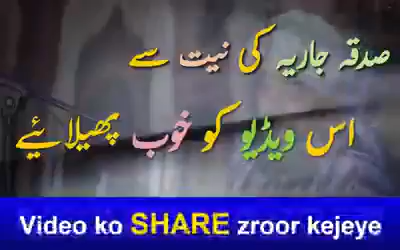 صدقہ جاریہ کی نیت سے
اس ویڈیو کو خوب پھیلائیے
Video ko SHARE zroor kejeye